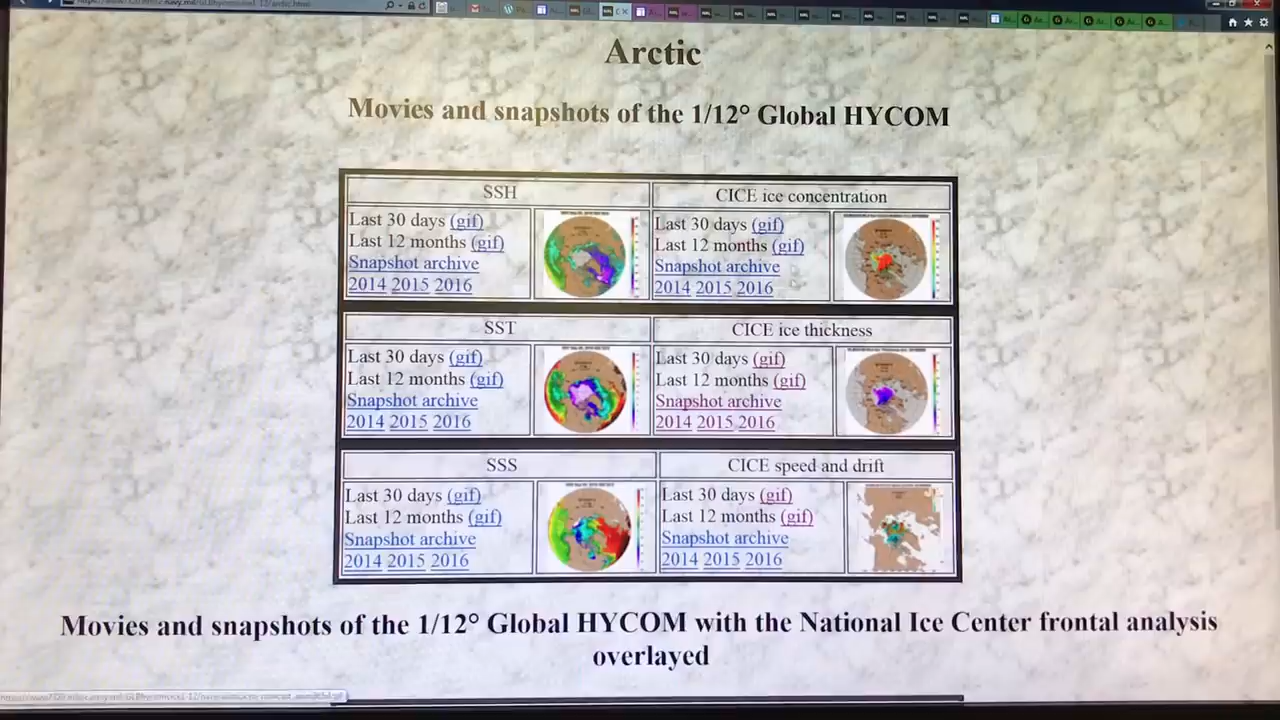 Arctic
Movies and snapshots of the 1/12° Global HYCOM
SSH
CICE ice concentration
Last 30 days (gif)
Last 12 months (gif)
Snapshot archive
2014 2015 2016
Last 30 days (gif)
Last 12 months (gif)
Snapshot archive
2014 2015 2016
SST
CICE ice thickness
Last 30 days (gif)
Last 12 months (gif)
Snapshot archive
2014 2015 2016
Last 30 days (gif)
Last 12 months (gif)
Snapshot archive
2014 2015 2016
SSS
CICE speed and drift
Last 30 days (gif)
Last 12 months (gif)
Snapshot archive
2014 2015 2016
Last 30 days (gif)
Last 12 months (gif)
Snapshot archive
2014 2015 2016
Movies and snapshots of the 1/12° Global HYCOM with the National Ice Center frontal analysis
overlayed